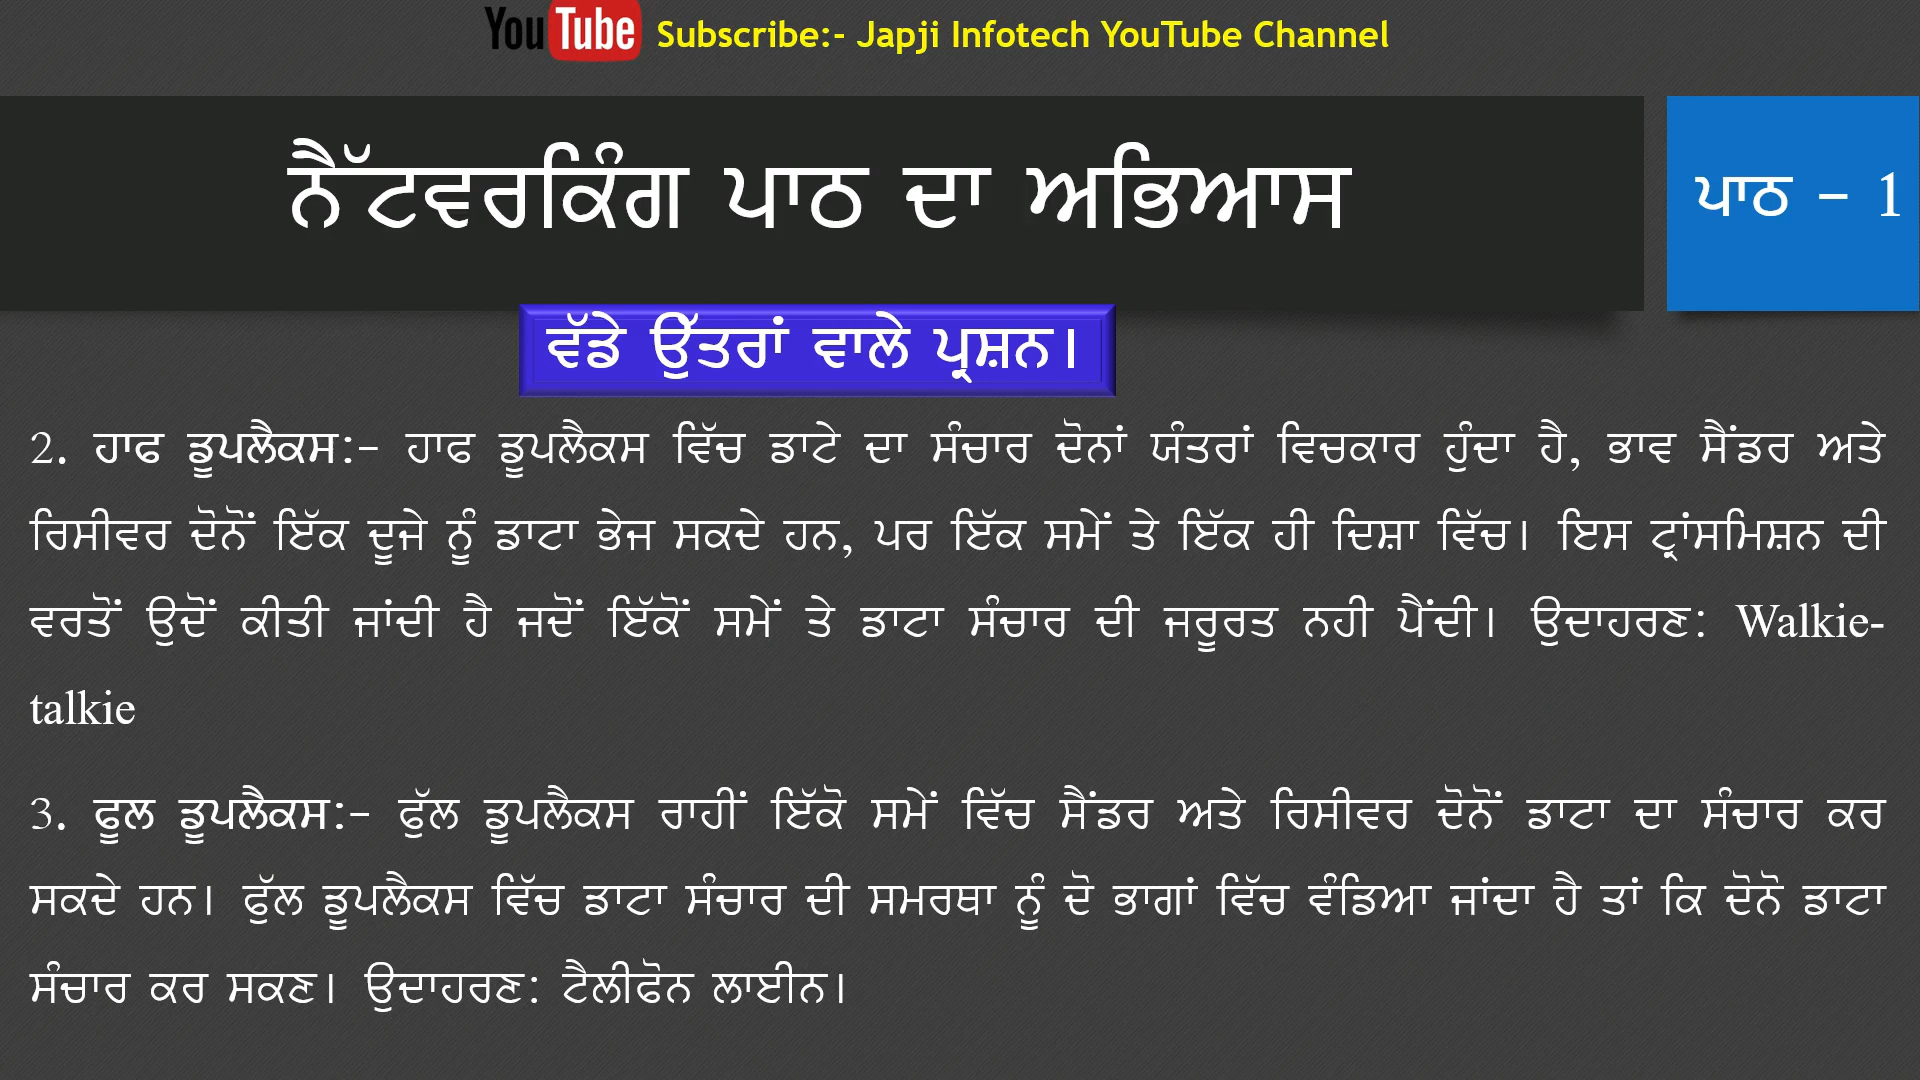 YouTube Subscribe:- Japji Infotech YouTube Channel
ਨੈੱਟਵਰਕਿੰਗ ਪਾਠ ਦਾ ਅਭਿਆਸ
ਪਾਠ – 1
ਵੱਡੇ ਉੱਤਰਾਂ ਵਾਲੇ ਪ੍ਰਸ਼ਨ।
2. ਹਾਫ ਡੂਪਲੈਕਸ:- ਹਾਫ ਡੂਪਲੈਕਸ ਵਿੱਚ ਡਾਟੇ ਦਾ ਸੰਚਾਰ ਦੋਨਾਂ ਯੰਤਰਾਂ ਵਿਚਕਾਰ ਹੁੰਦਾ ਹੈ, ਭਾਵ ਸੈਂਡਰ ਅਤੇ
ਰਿਸੀਵਰ ਦੋਨੋਂ ਇੱਕ ਦੂਜੇ ਨੂੰ ਡਾਟਾ ਭੇਜ ਸਕਦੇ ਹਨ, ਪਰ ਇੱਕ ਸਮੇਂ ਤੇ ਇੱਕ ਹੀ ਦਿਸ਼ਾ ਵਿੱਚ। ਇਸ ਟ੍ਰਾਂਸਮਿਸ਼ਨ ਦੀ
ਵਰਤੋਂ ਉਦੋਂ ਕੀਤੀ ਜਾਂਦੀ ਹੈ ਜਦੋਂ ਇੱਕੋਂ ਸਮੇਂ ਤੇ ਡਾਟਾ ਸੰਚਾਰ ਦੀ ਜਰੂਰਤ ਨਹੀ ਪੈਂਦੀ। ਉਦਾਹਰਣ: Walkie-
talkie
3. ਫੂਲ ਡੂਪਲੈਕਸ:- ਫੁੱਲ ਡੂਪਲੈਕਸ ਰਾਹੀਂ ਇੱਕੋ ਸਮੇਂ ਵਿੱਚ ਸੈਂਡਰ ਅਤੇ ਰਿਸੀਵਰ ਦੋਨੋਂ ਡਾਟਾ ਦਾ ਸੰਚਾਰ ਕਰ
ਸਕਦੇ ਹਨ। ਫੁੱਲ ਡੂਪਲੈਕਸ ਵਿੱਚ ਡਾਟਾ ਸੰਚਾਰ ਦੀ ਸਮਰਥਾ ਨੂੰ ਦੋ ਭਾਗਾਂ ਵਿੱਚ ਵੰਡਿਆ ਜਾਂਦਾ ਹੈ ਤਾਂ ਕਿ ਦੋਨੋ ਡਾਟਾ
ਸੰਚਾਰ ਕਰ ਸਕਣ। ਉਦਾਹਰਣ: ਟੈਲੀਫੋਨ ਲਾਈਨ।